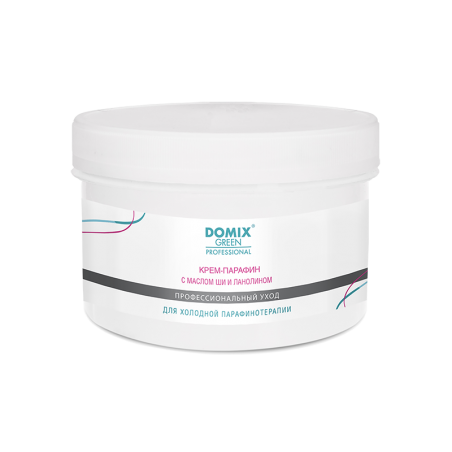 DOMIX®
GREEN
PROFESSIONAL
КРЕМ-ПАРАФИН
С МАСЛОМ ШИ И ЛАНОЛИНОМ
ПРОФЕССИОНАЛЬНЫЙ УХОД
ДЛЯ ХОЛОДНОЙ ПАРАФИНОТЕРАПИИ